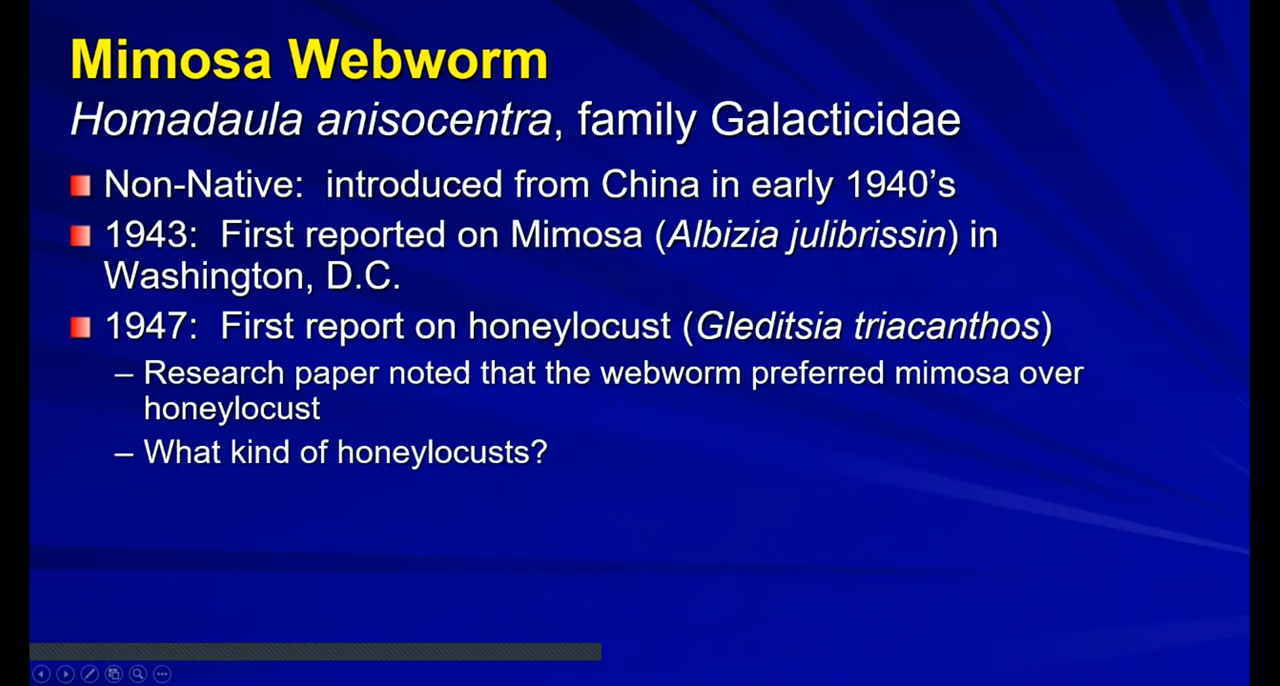 Mimosa Webworm
Homadaula anisocentra, family Galacticidae
Non-Native:  introduced from China in early 1940’s
1943:  First reported on Mimosa (Albizia julibrissin) in
Washington, D.C.
1947:  First report on honeylocust (Gleditsia triacanthos)
– Research paper noted that the webworm preferred mimosa over
honeylocust
– What kind of honeylocusts?